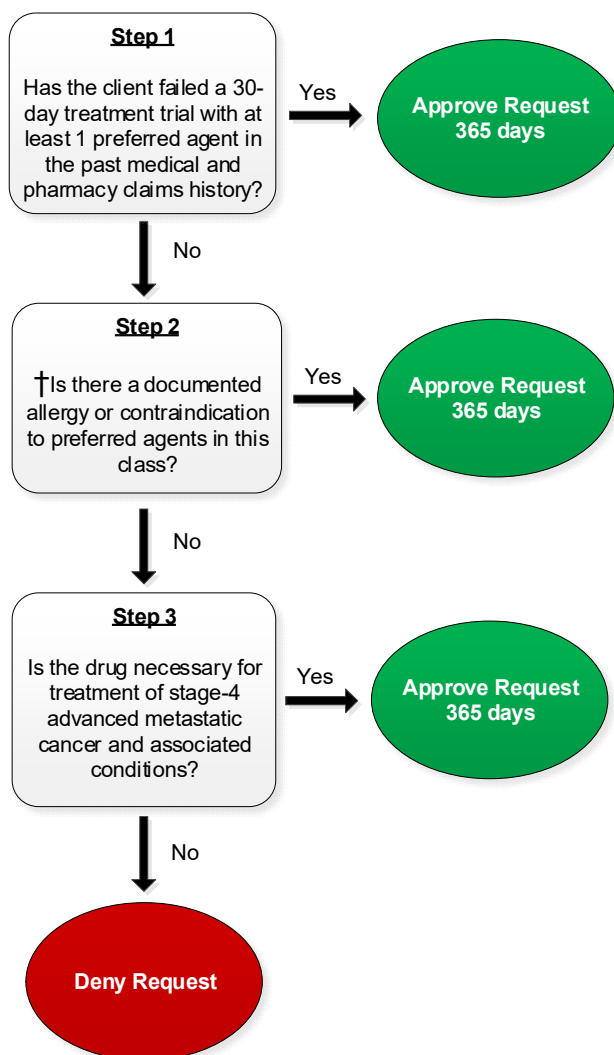 Step 1
Has the client failed a 30-
day treatment trial with at
least 1 preferred agent in
the past medical and
pharmacy claims history?
Yes
Approve Request
365 days
No
Step 2
†Is there a documented
allergy or contraindication
to preferred agents in this
class?
Yes
Approve Request
365 days
No
Step 3
Is the drug necessary for
treatment of stage-4
advanced metastatic
cancer and associated
conditions?
Yes
Approve Request
365 days
No
Deny Request